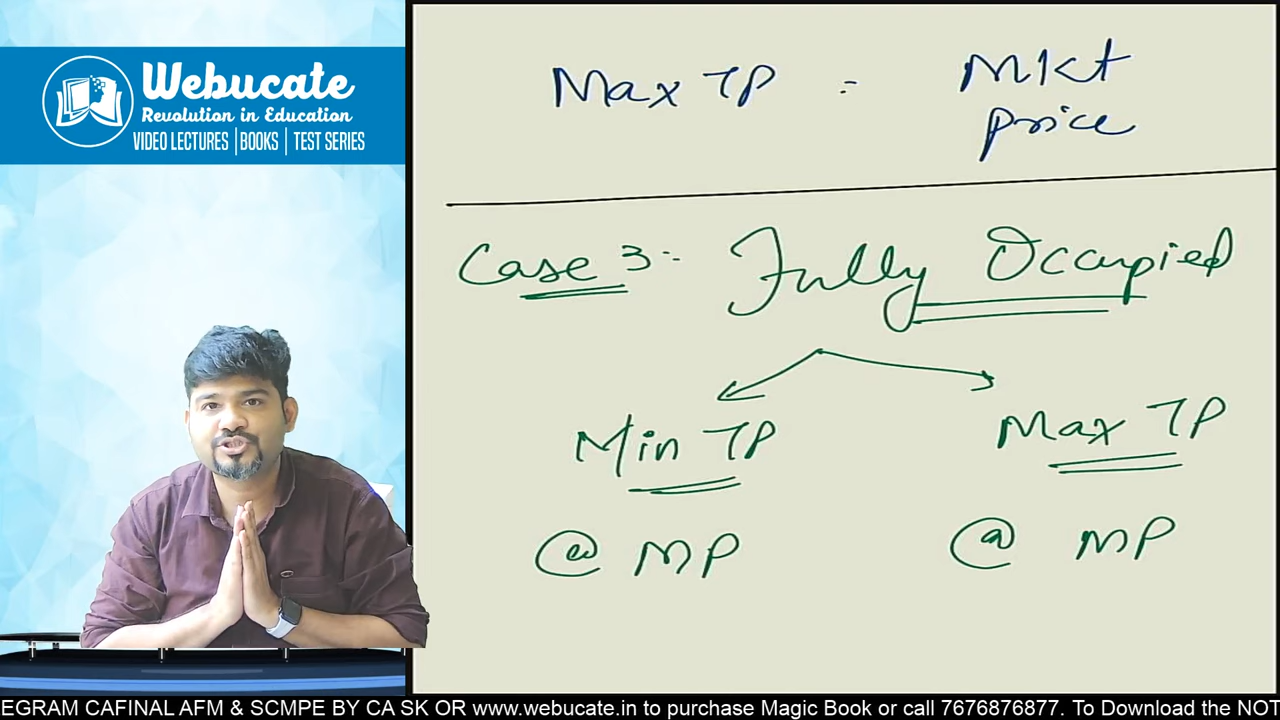 Webucate
Revolution in Education
VIDEO LECTURES | BOOKS | TEST SERIES
Max TP = Mkt
price
Case 3:- Fully Occupied
Min TP
Max TP
@ MP
@ MP
EGRAM CAFINAL AFM & SCMPE BY CA SK OR www.webucate.in to purchase Magic Book or call 7676876877. To Download the NOT